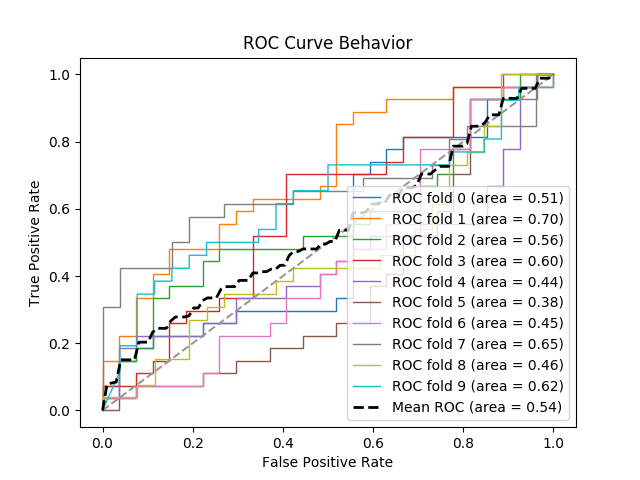 ROC Curve Behavior
True Positive Rate
1.0
0.8
0.6
0.4
0.2
0.0
ROC fold 0 (area = 0.51)
ROC fold 1 (area = 0.70)
ROC fold 2 (area = 0.56)
ROC fold 3 (area = 0.60)
ROC fold 4 (area = 0.44)
ROC fold 5 (area = 0.38)
ROC fold 6 (area = 0.45)
ROC fold 7 (area = 0.65)
ROC fold 8 (area = 0.46)
ROC fold 9 (area = 0.62)
Mean ROC (area = 0.54)
0.0 0.2 0.4 0.6 0.8 1.0
False Positive Rate